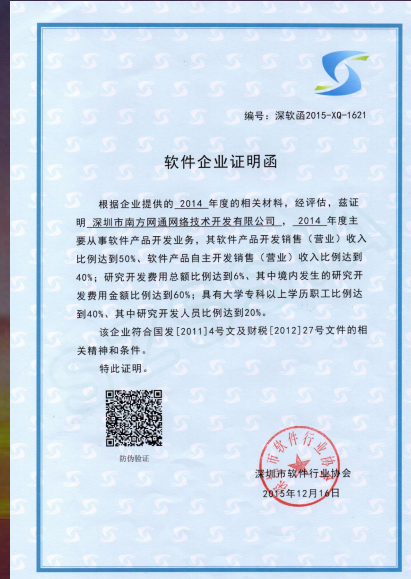 编号：深软函2015-XQ-1621
软件企业证明函
根据企业提供的 2014 年度的相关材料，经评估，兹证
明 深圳市南方网通网络技术开发有限公司 ， 2014 年度主
要从事软件产品开发业务，其软件产品开发销售（营业）收入
比例达到50%、软件产品自主开发销售（营业）收入比例达到
40%；研究开发费用总额比例达到6%、其中境内发生的研究开
发费用金额比例达到60%；具有大学专科以上学历职工比例达
到40%、其中研究开发人员比例达到20%。
该企业符合国发[2011]4号文及财税[2012]27号文件的相
关精神和条件。
特此证明。
防伪验证
深圳市软件行业协会
深圳市软件行业协会
2015年12月16日